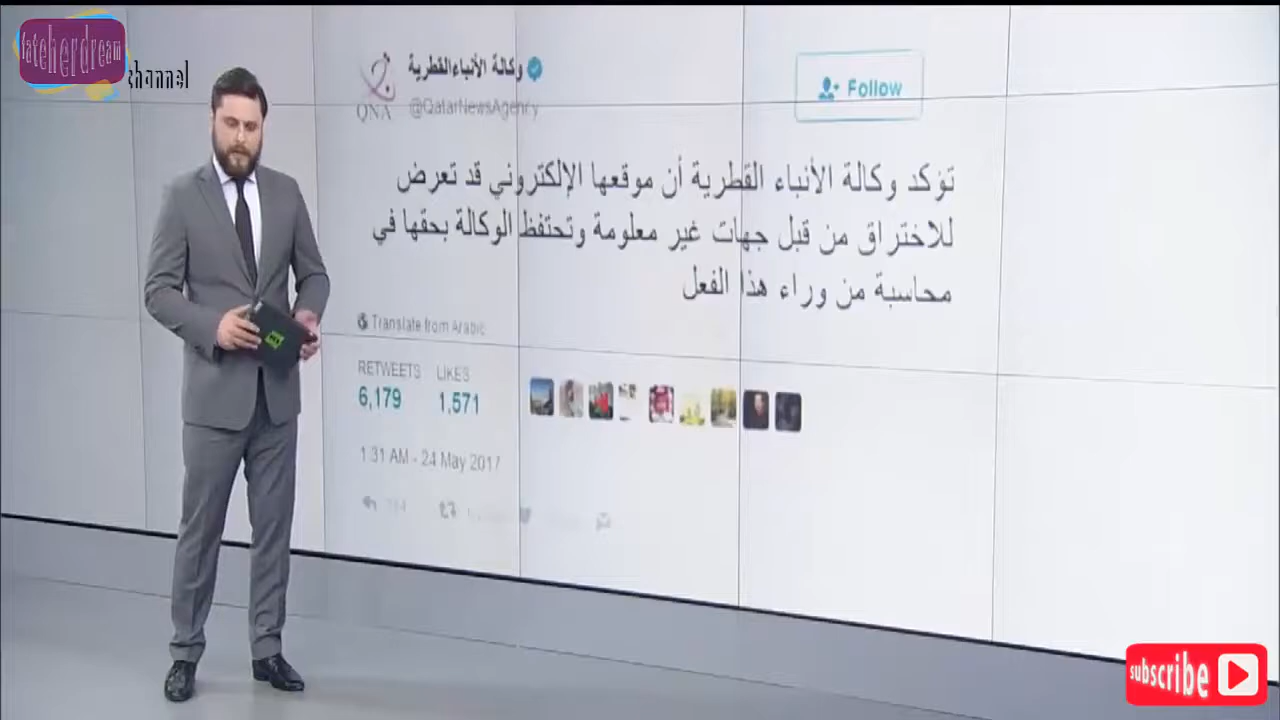 fateherdream
channel
وكالة الأنباء القطرية
@QatarNewsAgency
QNA
Follow
تؤكد وكالة الأنباء القطرية أن موقعها الإلكتروني قد تعرض
للاختراق من قبل جهات غير معلومة وتحتفظ الوكالة بحقها في
محاسبة من وراء هذا الفعل
Translate from Arabic
RETWEETS LIKES
6,179 1,571
1:31 AM - 24 May 2017
subscribe